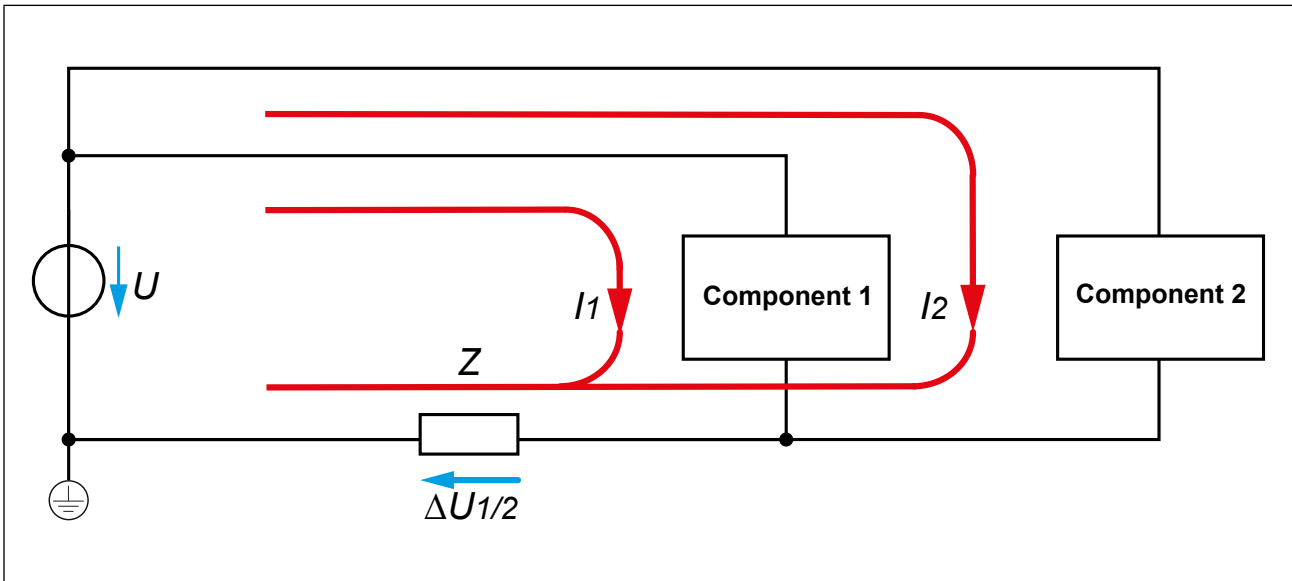 U
I1
Component 1
I2
Component 2
Z
ΔU1/2